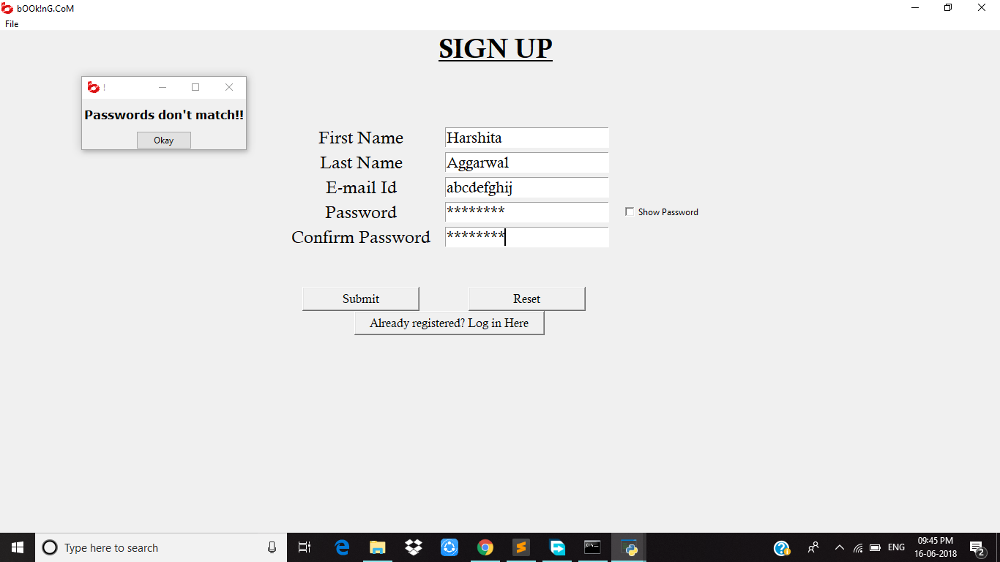 bOOk!nG.CoM
File
SIGN UP
!
Passwords don't match!!
Okay
First Name Harshita
Last Name Aggarwal
E-mail Id abcdefghij
Password ******** Show Password
Confirm Password ********
Submit Reset
Already registered? Log in Here
Type here to search
ENG
09:45 PM
16-06-2018
2